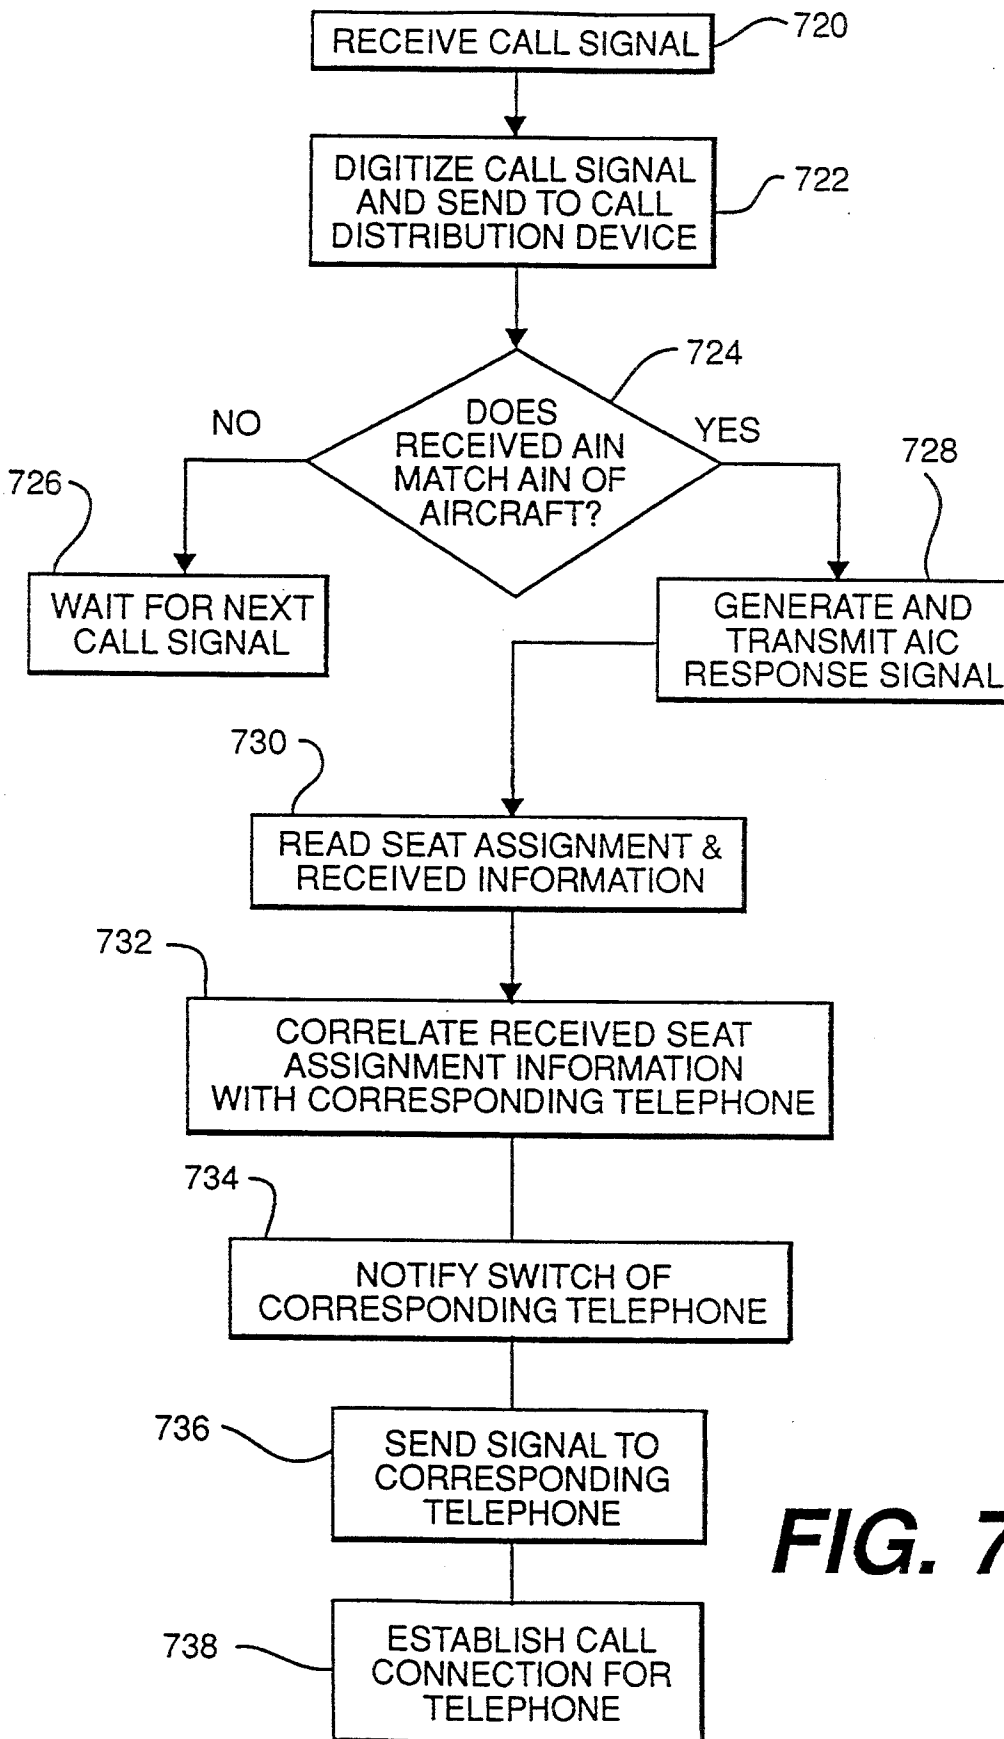 RECEIVE CALL SIGNAL
720
DIGITIZE CALL SIGNAL
AND SEND TO CALL
DISTRIBUTION DEVICE
722
724
DOES
RECEIVED AIN
MATCH AIN OF
AIRCRAFT?
NO
YES
726
WAIT FOR NEXT
CALL SIGNAL
728
GENERATE AND
TRANSMIT AIC
RESPONSE SIGNAL
730
READ SEAT ASSIGNMENT &
RECEIVED INFORMATION
732
CORRELATE RECEIVED SEAT
ASSIGNMENT INFORMATION
WITH CORRESPONDING TELEPHONE
734
NOTIFY SWITCH OF
CORRESPONDING TELEPHONE
736
SEND SIGNAL TO
CORRESPONDING
TELEPHONE
FIG. 7
738
ESTABLISH CALL
CONNECTION FOR
TELEPHONE